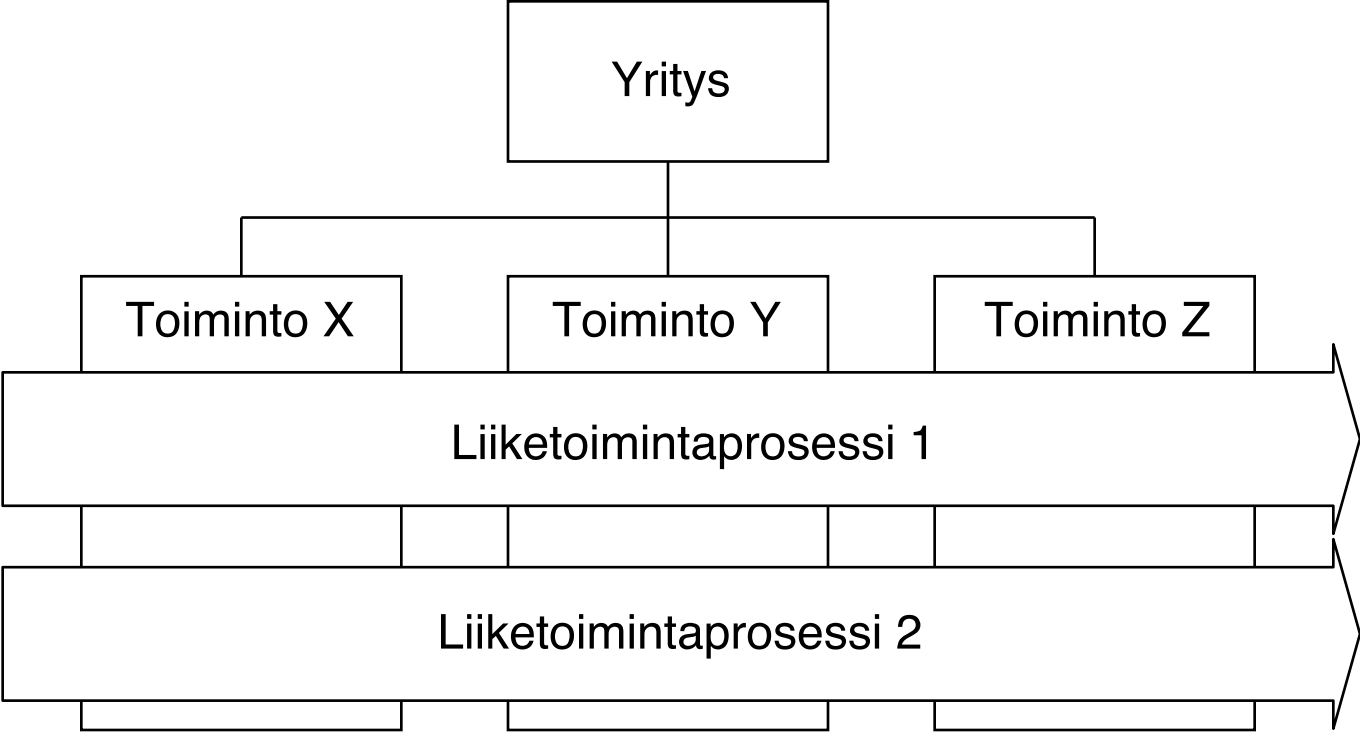 Yritys
Toiminto X
Toiminto Y
Toiminto Z
Liiketoimintaprosessi 1
Liiketoimintaprosessi 2